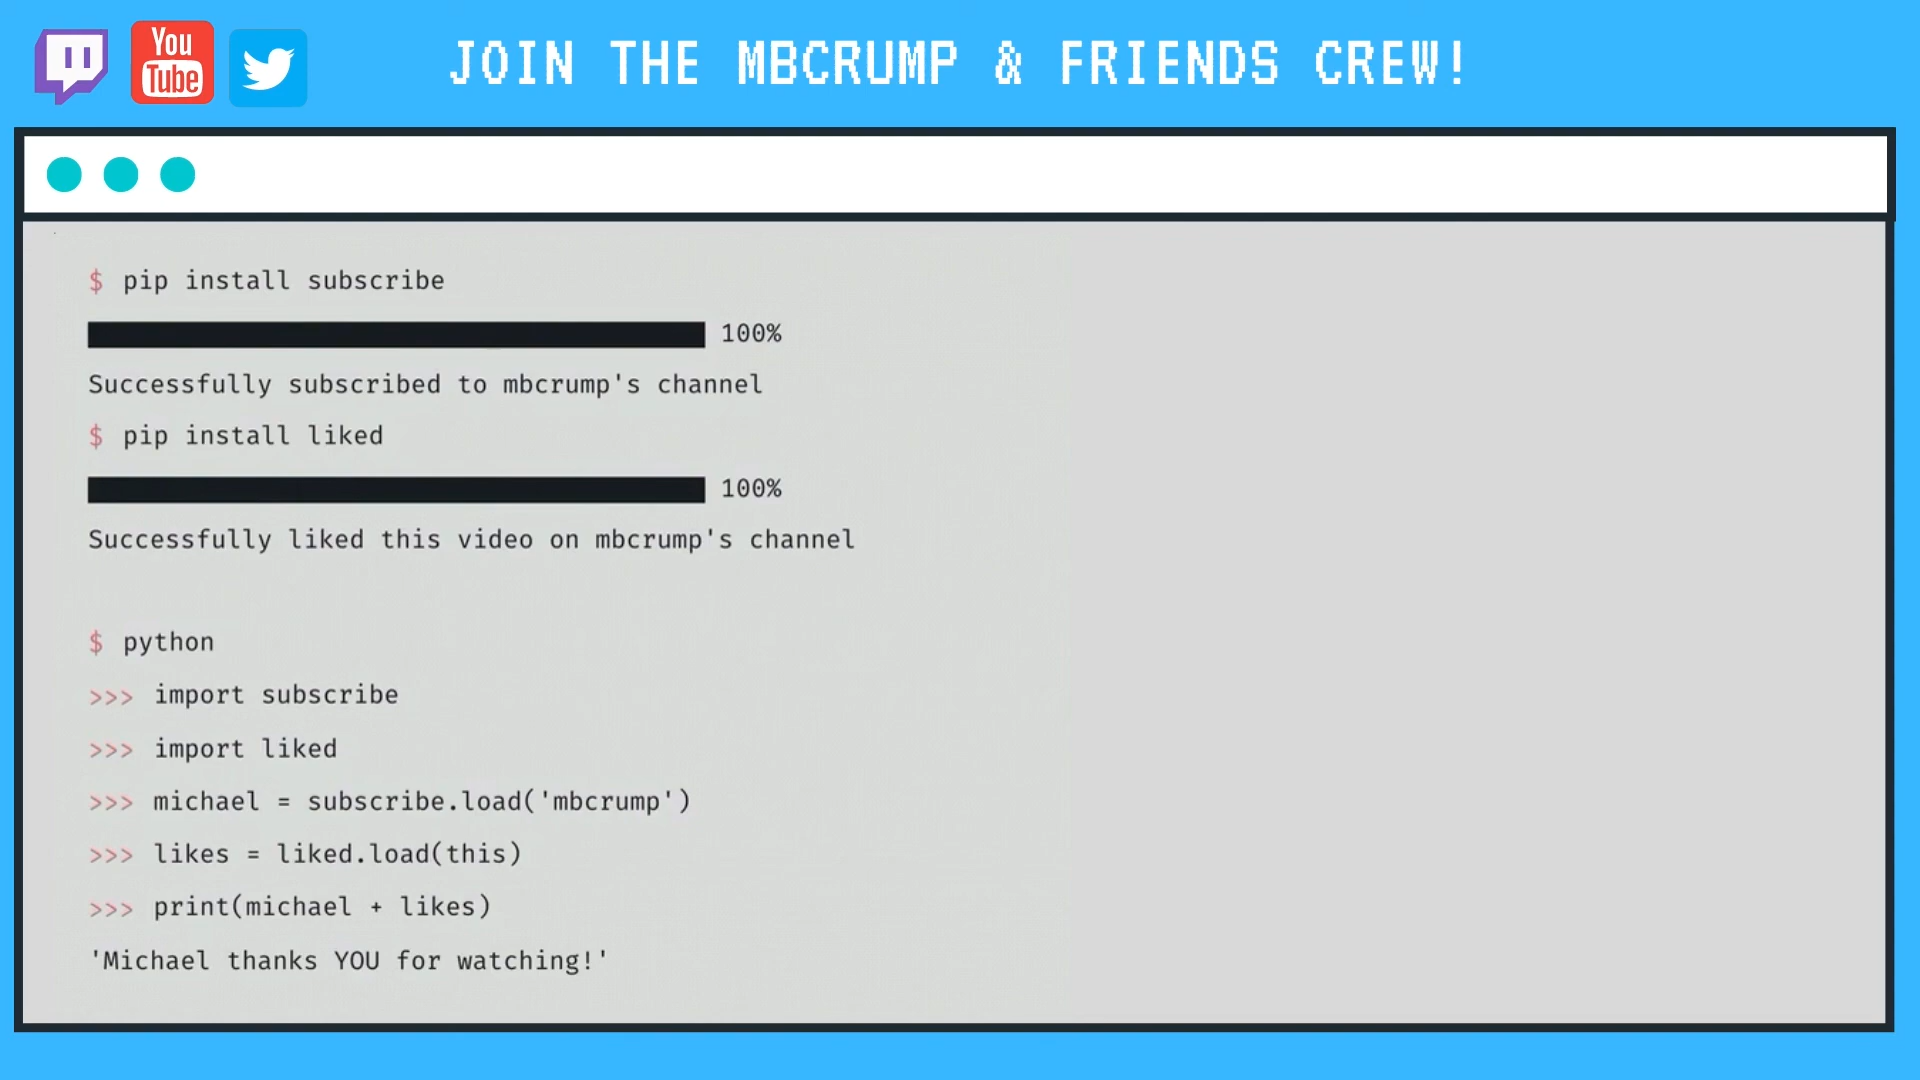 You
Tube
JOIN THE MBCRUMP & FRIENDS CREW!
$ pip install subscribe
100%
Successfully subscribed to mbcrump's channel
$ pip install liked
100%
Successfully liked this video on mbcrump's channel
$ python
>>> import subscribe
>>> import liked
>>> michael = subscribe.load('mbcrump')
>>> likes = liked.load(this)
>>> print(michael + likes)
'Michael thanks YOU for watching!'